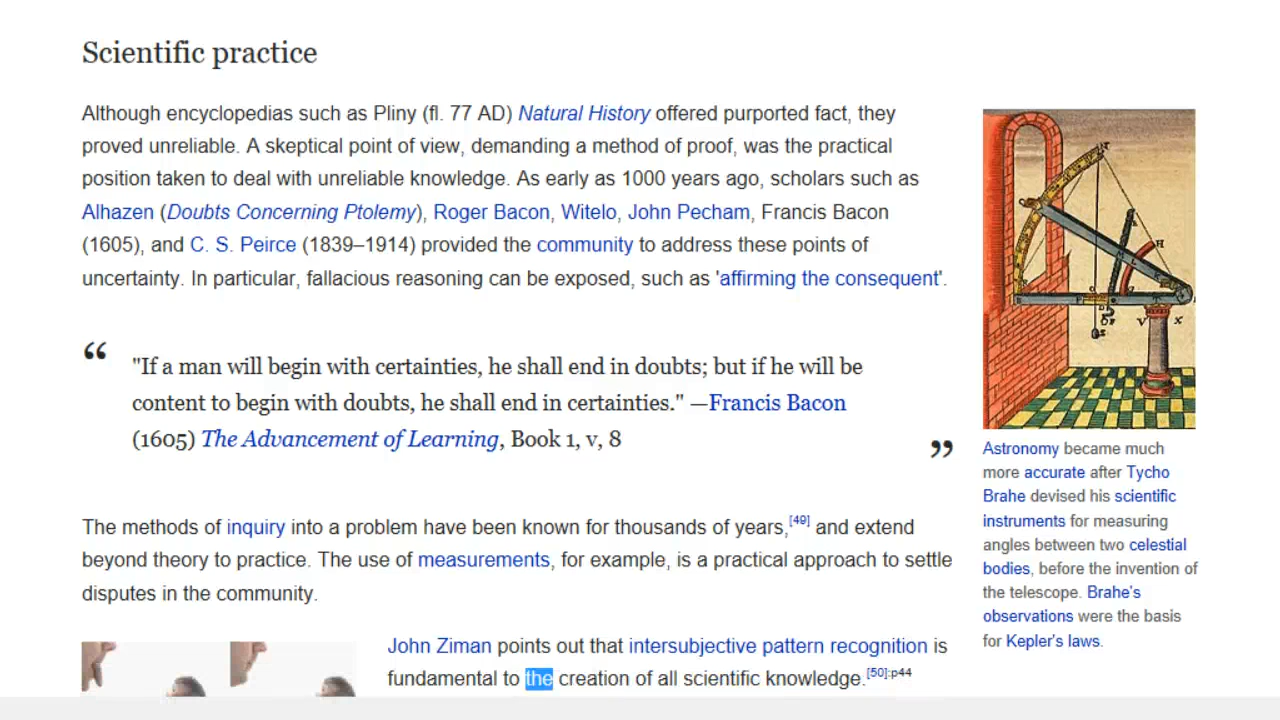 Scientific practice
Although encyclopedias such as Pliny (fl. 77 AD) Natural History offered purported fact, they
proved unreliable. A skeptical point of view, demanding a method of proof, was the practical
position taken to deal with unreliable knowledge. As early as 1000 years ago, scholars such as
Alhazen (Doubts Concerning Ptolemy), Roger Bacon, Witelo, John Pecham, Francis Bacon
(1605), and C. S. Peirce (1839–1914) provided the community to address these points of
uncertainty. In particular, fallacious reasoning can be exposed, such as 'affirming the consequent'.
“
"If a man will begin with certainties, he shall end in doubts; but if he will be
content to begin with doubts, he shall end in certainties." —Francis Bacon
(1605) The Advancement of Learning, Book 1, v, 8
”
The methods of inquiry into a problem have been known for thousands of years,[49] and extend
beyond theory to practice. The use of measurements, for example, is a practical approach to settle
disputes in the community.
John Ziman points out that intersubjective pattern recognition is
fundamental to the creation of all scientific knowledge.[50]:p44
Astronomy became much
more accurate after Tycho
Brahe devised his scientific
instruments for measuring
angles between two celestial
bodies, before the invention of
the telescope. Brahe's
observations were the basis
for Kepler's laws.